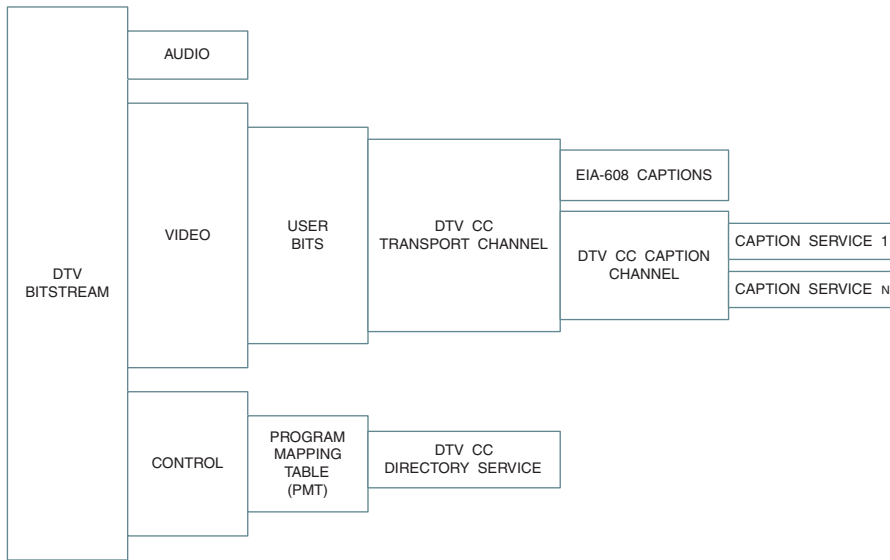 DTV
BITSTREAM
AUDIO
VIDEO
USER
BITS
DTV CC
TRANSPORT CHANNEL
EIA-608 CAPTIONS
DTV CC CAPTION
CHANNEL
CAPTION SERVICE 1
CAPTION SERVICE N
CONTROL
PROGRAM
MAPPING
TABLE
(PMT)
DTV CC
DIRECTORY SERVICE